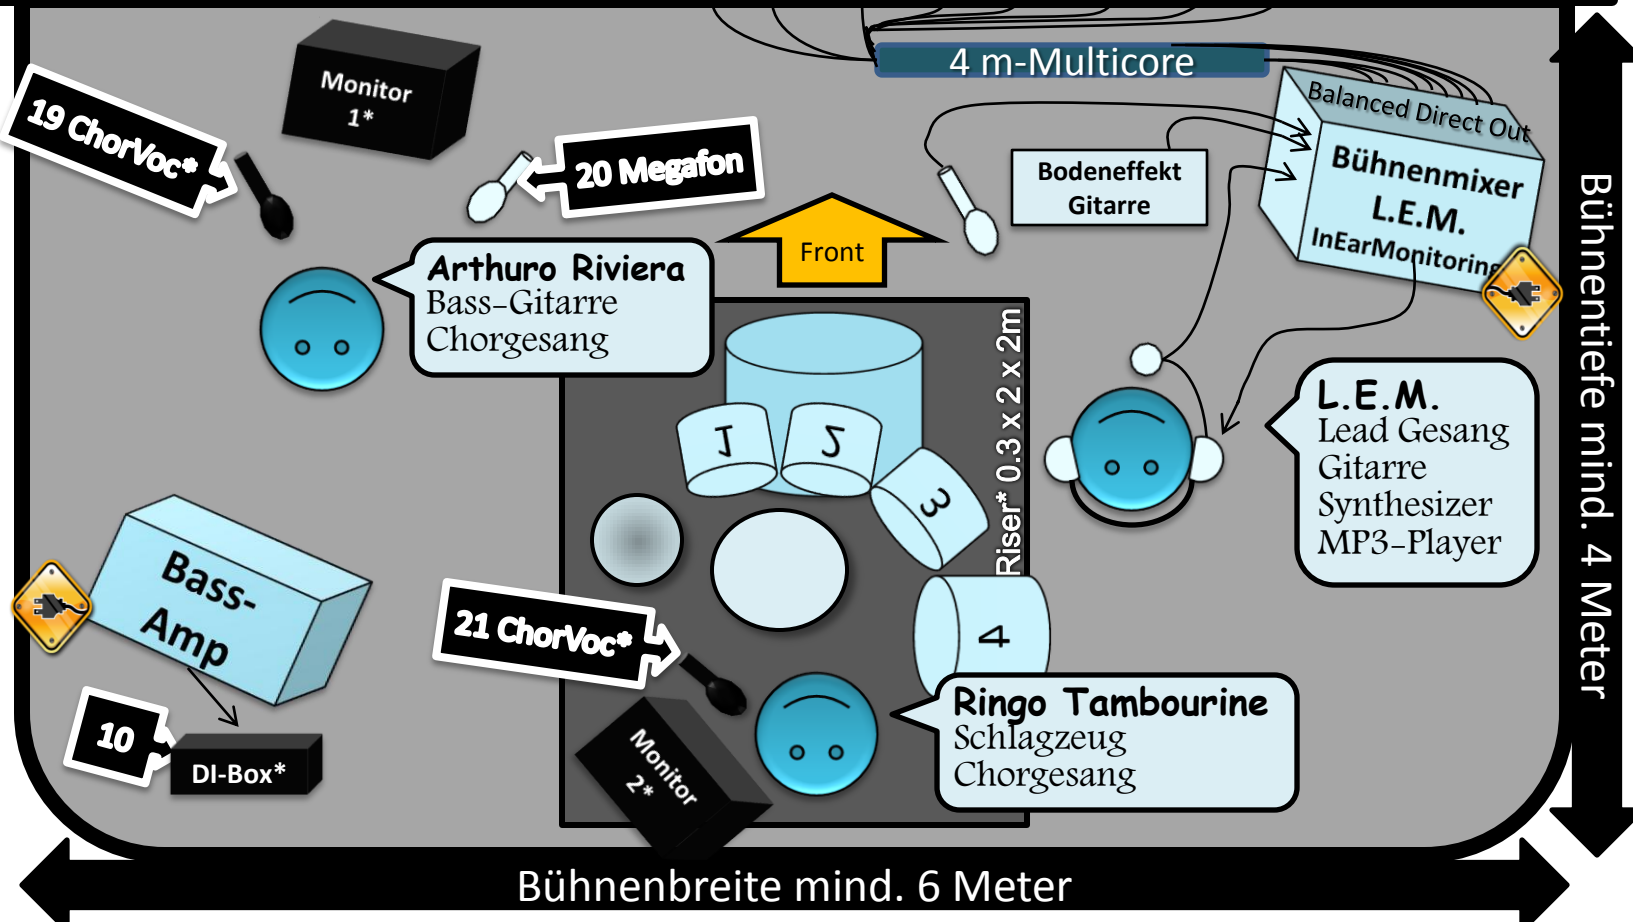 4 m-Multicore
Monitor
1*
19 ChorVoc*
20 Megafon
Bodeneffekt
Gitarre
Balanced Direct Out
Bühnenmixer
L.E.M.
InEarMonitoring
Front
Arthuro Riviera
Bass-Gitarre
Chorgesang
Riser* 0.3 x 2 x 2m
1
2
3
4
L.E.M.
Lead Gesang
Gitarre
Synthesizer
MP3-Player
Bass-
Amp
10
DI-Box*
21 ChorVoc*
Monitor
2*
Ringo Tambourine
Schlagzeug
Chorgesang
Bühnentiefe mind. 4 Meter
Bühnenbreite mind. 6 Meter